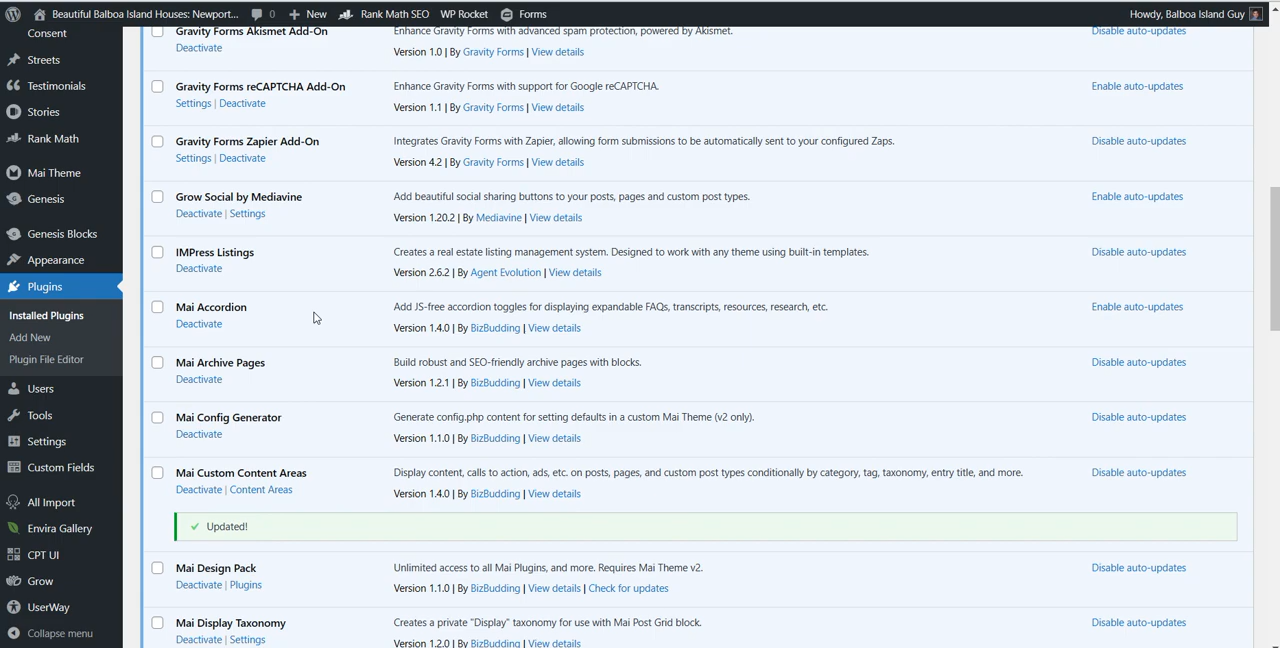 Beautiful Balboa Island Houses: Newport... 0 New Rank Math SEO WP Rocket Forms Howdy, Balboa Island Guy
Consent
Streets
Testimonials
Stories
Rank Math
Mai Theme
Genesis
Genesis Blocks
Appearance
Plugins
Installed Plugins
Add New
Plugin File Editor
Users
Tools
Settings
Custom Fields
All Import
Envira Gallery
CPT UI
Grow
UserWay
Collapse menu
Gravity Forms Akismet Add-On Enhance Gravity Forms with advanced spam protection, powered by Akismet. Disable auto-updates
Deactivate Version 1.0 | By Gravity Forms | View details
Gravity Forms reCAPTCHA Add-On Enhance Gravity Forms with support for Google reCAPTCHA. Enable auto-updates
Settings | Deactivate Version 1.1 | By Gravity Forms | View details
Gravity Forms Zapier Add-On Integrates Gravity Forms with Zapier, allowing form submissions to be automatically sent to your configured Zaps. Disable auto-updates
Settings | Deactivate Version 4.2 | By Gravity Forms | View details
Grow Social by Mediavine Add beautiful social sharing buttons to your posts, pages and custom post types. Enable auto-updates
Deactivate | Settings Version 1.20.2 | By Mediavine | View details
IMPress Listings Creates a real estate listing management system. Designed to work with any theme using built-in templates. Disable auto-updates
Deactivate Version 2.6.2 | By Agent Evolution | View details
Mai Accordion Add JS-free accordion toggles for displaying expandable FAQs, transcripts, resources, research, etc. Enable auto-updates
Deactivate Version 1.4.0 | By BizBudding | View details
Mai Archive Pages Build robust and SEO-friendly archive pages with blocks. Disable auto-updates
Deactivate Version 1.2.1 | By BizBudding | View details
Mai Config Generator Generate config.php content for setting defaults in a custom Mai Theme (v2 only). Disable auto-updates
Deactivate Version 1.1.0 | By BizBudding | View details
Mai Custom Content Areas Display content, calls to action, ads, etc. on posts, pages, and custom post types conditionally by category, tag, taxonomy, entry title, and more. Disable auto-updates
Deactivate | Content Areas Version 1.4.0 | By BizBudding | View details
Updated!
Mai Design Pack Unlimited access to all Mai Plugins, and more. Requires Mai Theme v2. Disable auto-updates
Deactivate | Plugins Version 1.1.0 | By BizBudding | View details | Check for updates
Mai Display Taxonomy Creates a private "Display" taxonomy for use with Mai Post Grid block. Disable auto-updates
Deactivate | Settings Version 1.2.0 | By BizBudding | View details